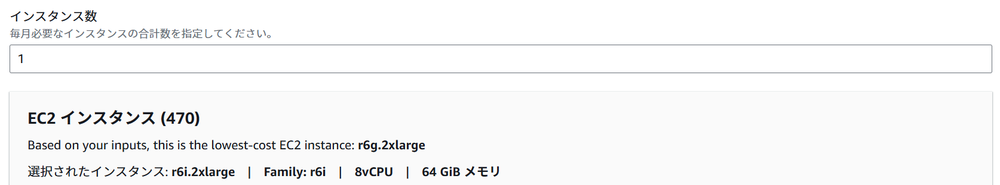 インスタンス数
毎月必要なインスタンスの合計数を指定してください。
1
EC2 インスタンス (470)
Based on your inputs, this is the lowest-cost EC2 instance: r6g.2xlarge
選択されたインスタンス: r6i.2xlarge | Family: r6i | 8vCPU | 64 GiB メモリ